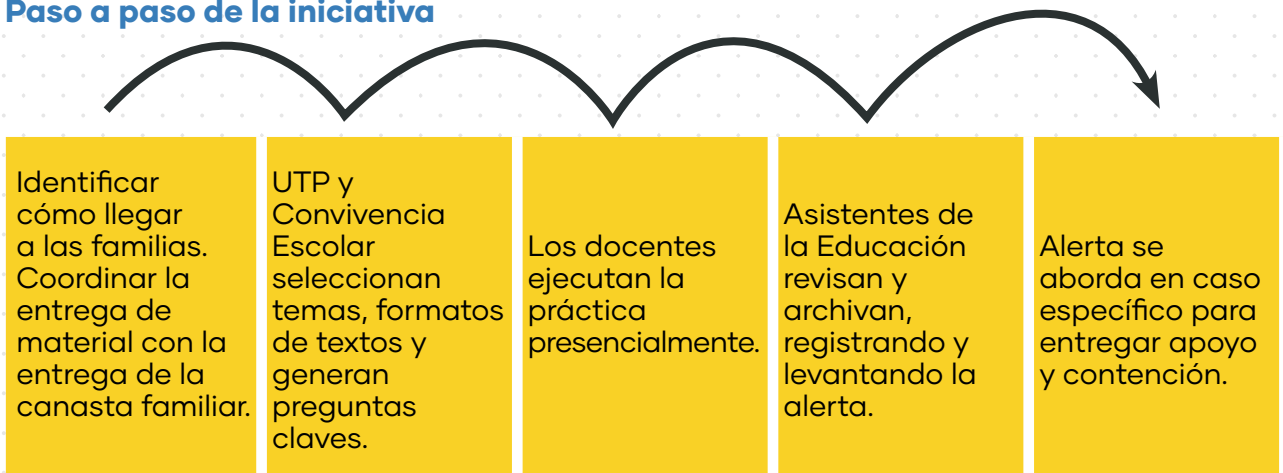 Paso a paso de la iniciativa
Identificar
cómo llegar
a las familias.
Coordinar la
entrega de
material con la
entrega de la
canasta familiar.
UTP y
Convivencia
Escolar
seleccionan
temas, formatos
de textos y
generan
preguntas
claves.
Los docentes
ejecutan la
práctica
presencialmente.
Asistentes de
la Educación
revisan y
archivan,
registrando y
levantando la
alerta.
Alerta se
aborda en caso
específico para
entregar apoyo
y contención.